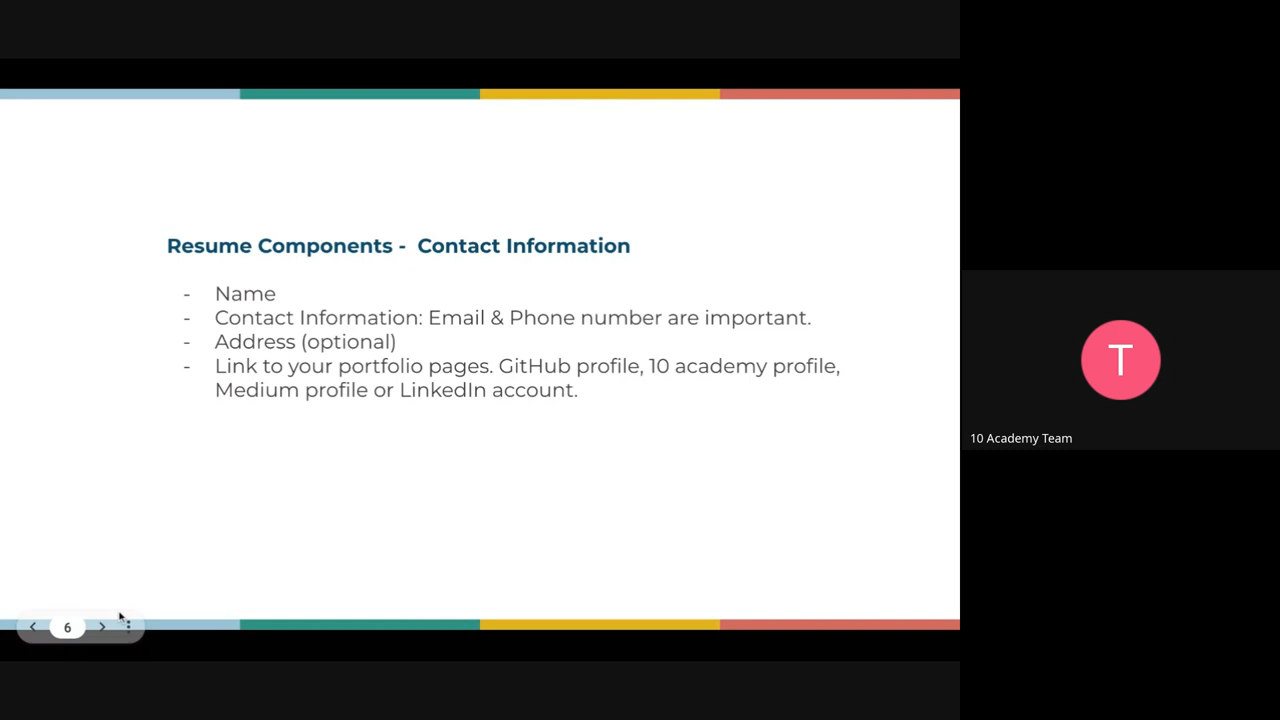 Resume Components - Contact Information
- Name
- Contact Information: Email & Phone number are important.
- Address (optional)
- Link to your portfolio pages. GitHub profile, 10 academy profile,
Medium profile or LinkedIn account.
T
10 Academy Team
6